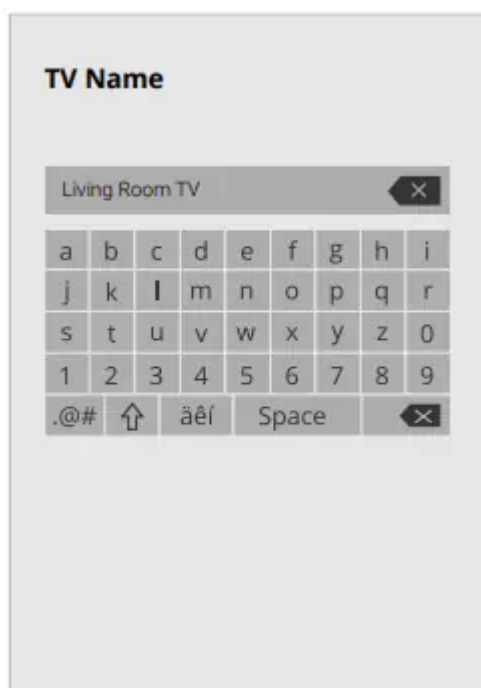 TV Name
Living Room TV
a b c d e f g h i
j k l m n o p q r
s t u v w x y z 0
1 2 3 4 5 6 7 8 9
.@# äêí Space